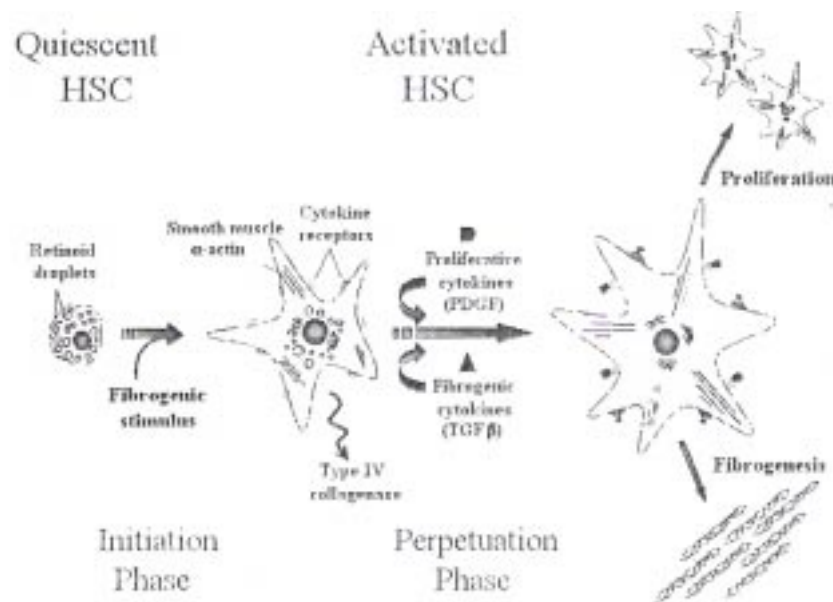 Quiescent
HSC
Activated
HSC
Proliferation
Smooth muscle
α-actin
Cytokine
receptors
Retinoid
droplets
Proliferative
cytokines
(PDGF)
Fibrogenic
stimulus
Fibrogenic
cytokines
(TGFβ)
Type IV
collagenase
Fibrogenesis
Initiation
Phase
Perpetuation
Phase